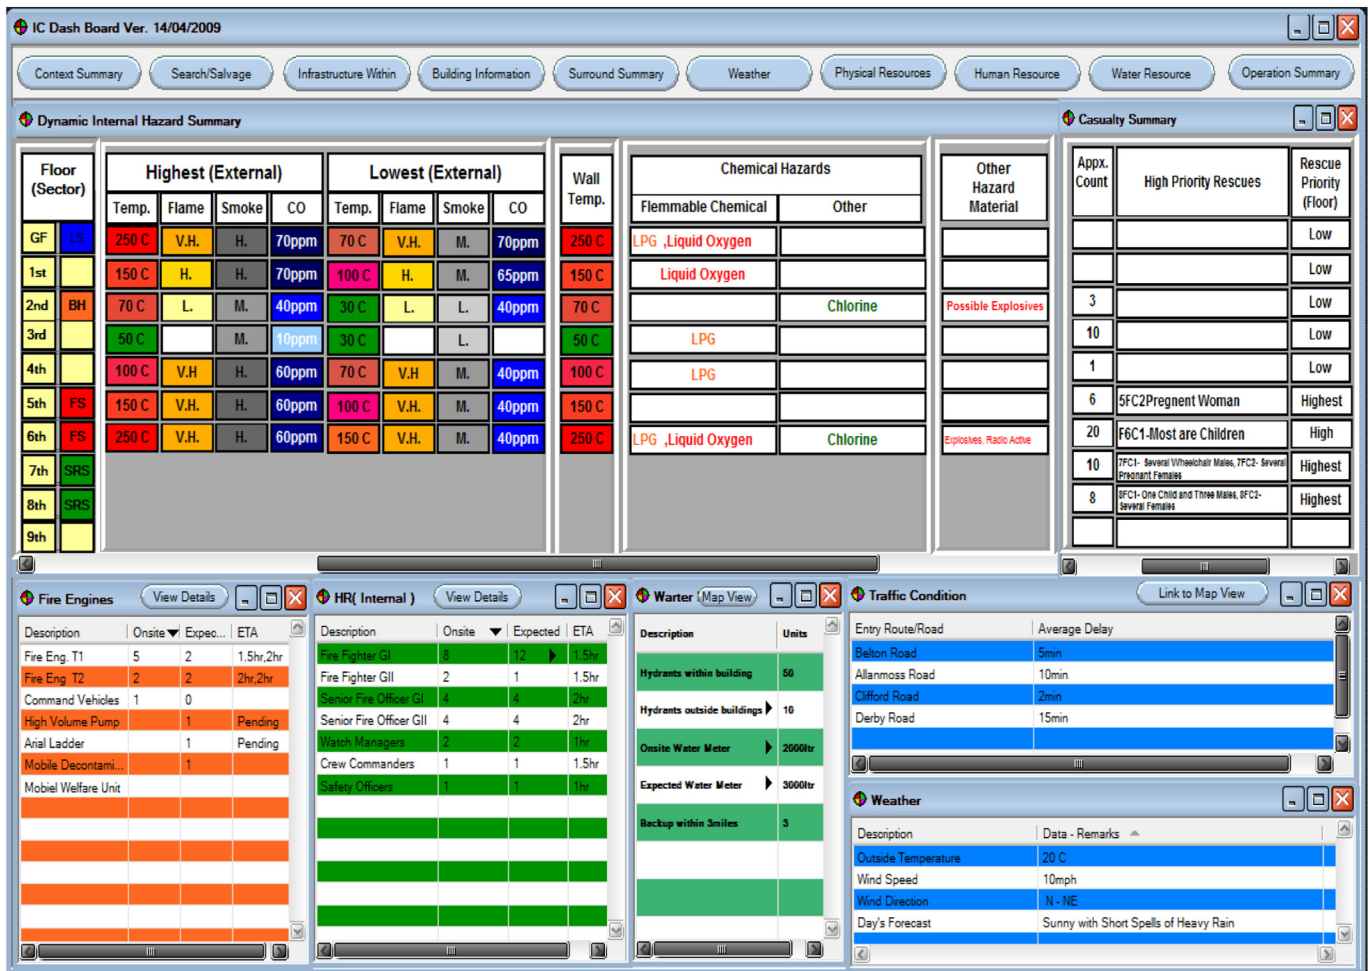 IC Dash Board Ver. 14/04/2009
Context Summary Search/Salvage Infrastructure Within Building Information Surround Summary Weather Physical Resources Human Resource Water Resource Operation Summary
Dynamic Internal Hazard Summary
Floor (Sector) Highest (External) Lowest (External) Wall Temp. Chemical Hazards Other Hazard Material
Temp. Flame Smoke CO Temp. Flame Smoke CO Flemmable Chemical Other
GF LS 250 C V.H. H. 70ppm 70 C V.H. M. 70ppm 250 C LPG ,Liquid Oxygen
1st 150 C H. H. 70ppm 100 C H. M. 65ppm 150 C Liquid Oxygen
2nd BH 70 C L. M. 40ppm 30 C L. L. 40ppm 70 C Chlorine Possible Explosives
3rd 50 C M. 10ppm 30 C L. 50 C LPG
4th 100 C V.H H. 60ppm 70 C V.H M. 40ppm 100 C LPG
5th FS 150 C V.H. H. 60ppm 100 C V.H. M. 40ppm 150 C
6th FS 250 C V.H. H. 60ppm 150 C V.H. M. 40ppm 250 C LPG ,Liquid Oxygen Chlorine Explosives, Radio Active
7th SRS
8th SRS
9th
Casualty Summary
Appx. Count High Priority Rescues Rescue Priority (Floor)
Low
Low
3 Low
10 Low
1 Low
6 5FC2Pregnent Woman Highest
20 F6C1-Most are Children High
10 7FC1- Several Wheelchair Males, 7FC2- Several Pregnant Females Highest
8 8FC1- One Child and Three Males, 8FC2- Several Females Highest
Fire Engines View Details
Description Onsite Expec... ETA
Fire Eng. T1 5 2 1.5hr,2hr
Fire Eng T2 2 2 2hr,2hr
Command Vehicles 1 0
High Volume Pump 1 Pending
Arial Ladder 1 Pending
Mobile Decontami... 1
Mobiel Welfare Unit
HR( Internal ) View Details
Description Onsite Expected ETA
Fire Fighter GI 8 12 1.5hr
Fire Fighter GII 2 1 1.5hr
Senior Fire Officer GI 4 4 2hr
Senior Fire Officer GII 4 4 2hr
Watch Managers 2 2 1hr
Crew Commanders 1 1 1.5hr
Safety Officers 1 1 1hr
Warter Map View
Description Units
Hydrants within building 50
Hydrants outside buildings 10
Onsite Water Meter 2000ltr
Expected Water Meter 3000ltr
Backup within 3miles 3
Traffic Condition Link to Map View
Entry Route/Road Average Delay
Belton Road 5min
Allanmoss Road 10min
Clifford Road 2min
Derby Road 15min
Weather
Description Data - Remarks
Outside Temperature 20 C
Wind Speed 10mph
Wind Direction N - NE
Day's Forecast Sunny with Short Spells of Heavy Rain